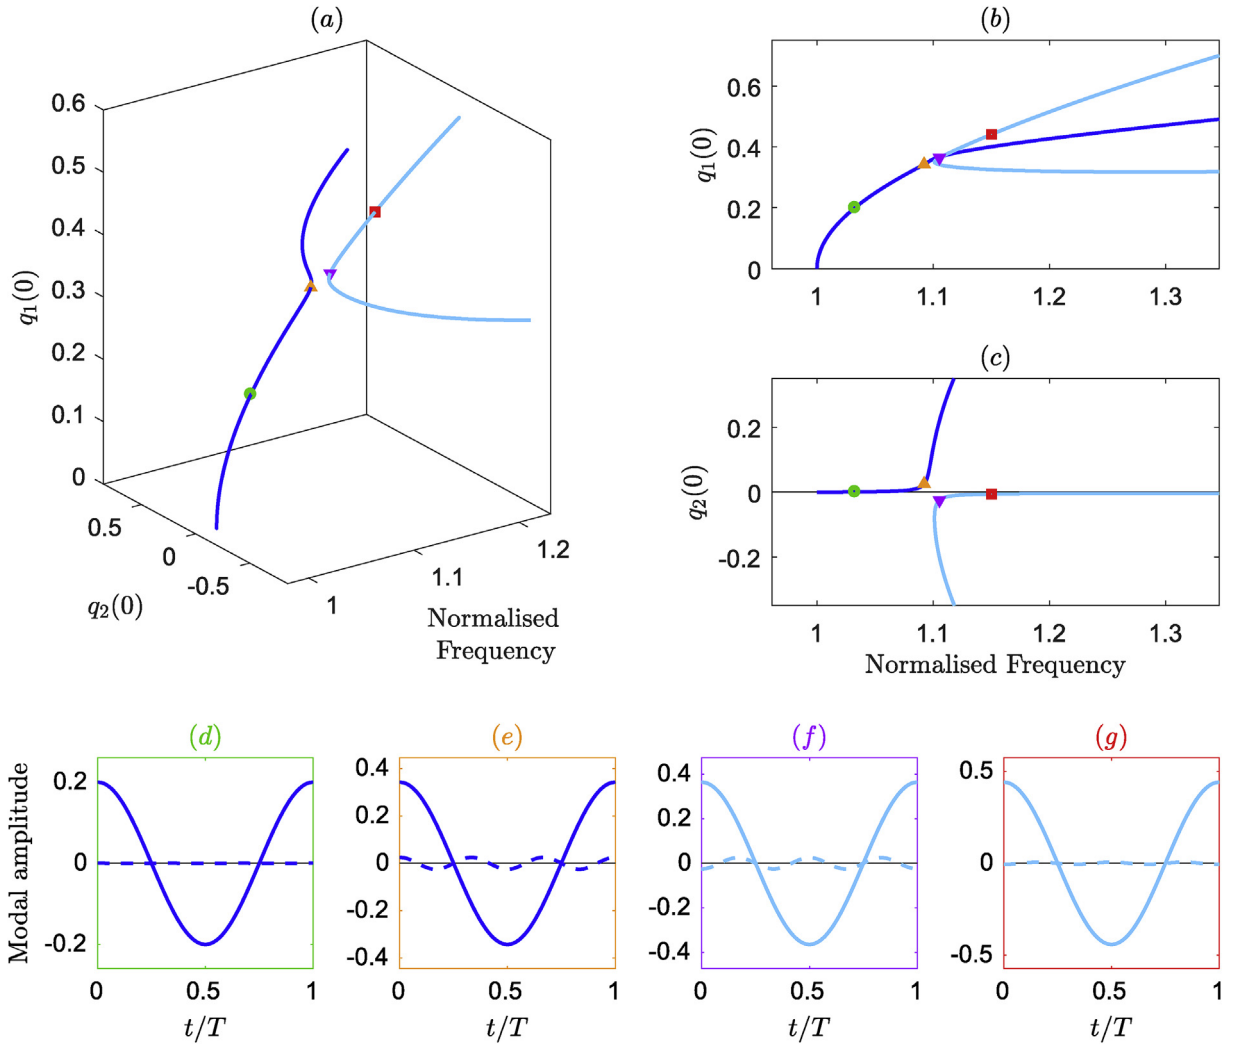 (a)
0.6
0.5
0.4
0.3
0.2
0.1
0
q1(0)
0.5
0
-0.5
q2(0)
1
1.1
1.2
Normalised
Frequency
(b)
0.6
0.4
0.2
0
q1(0)
1
1.1
1.2
1.3
(c)
0.2
0
-0.2
q2(0)
1
1.1
1.2
1.3
Normalised Frequency
(d)
Modal amplitude
0.2
0
-0.2
0
0.5
1
t/T
(e)
0.4
0.2
0
-0.2
-0.4
0
0.5
1
t/T
(f)
0.4
0.2
0
-0.2
-0.4
0
0.5
1
t/T
(g)
0.5
0
-0.5
0
0.5
1
t/T